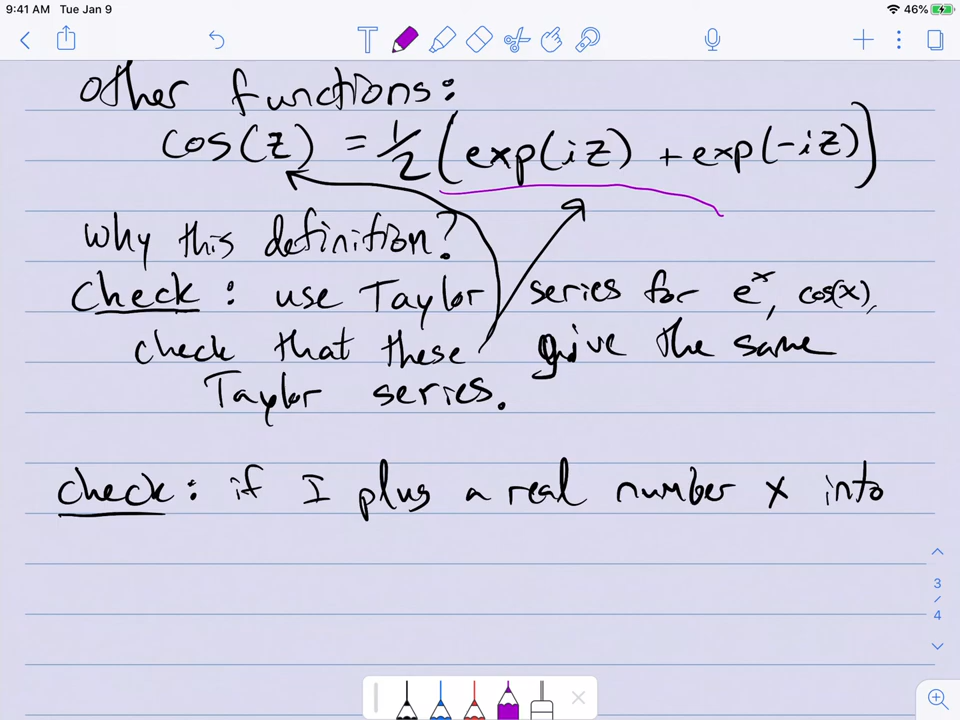 9:41 AM Tue Jan 9 46%
other functions:
cos(z) = 1/2 (exp(iz) + exp(-iz))
why this definition?
Check: use Taylor series for e^x, cos(x),
check that these give the same
Taylor series.
check: if I plus a real number x into
3
/
4